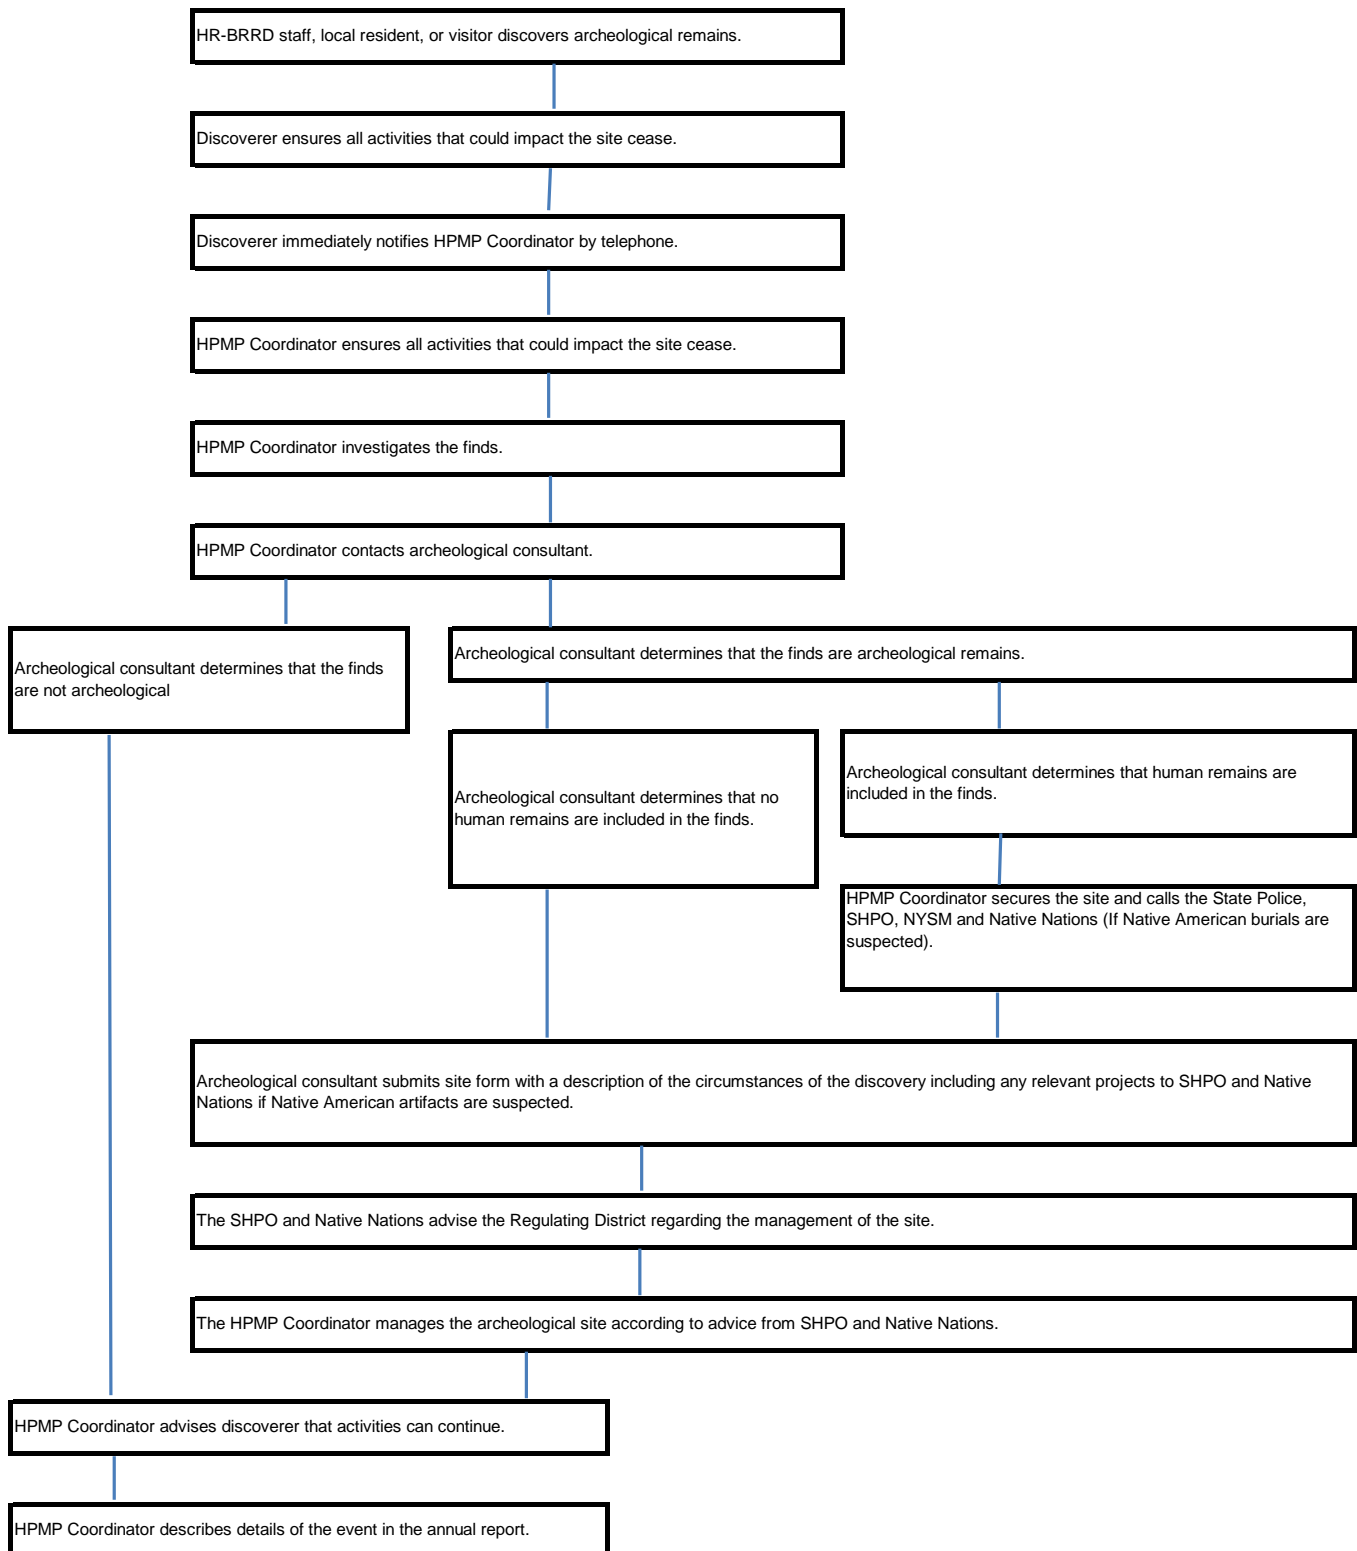 HR-BRRD staff, local resident, or visitor discovers archeological remains.
Discoverer ensures all activities that could impact the site cease.
Discoverer immediately notifies HPMP Coordinator by telephone.
HPMP Coordinator ensures all activities that could impact the site cease.
HPMP Coordinator investigates the finds.
HPMP Coordinator contacts archeological consultant.
Archeological consultant determines that the finds
are not archeological
Archeological consultant determines that the finds are archeological remains.
Archeological consultant determines that no
human remains are included in the finds.
Archeological consultant determines that human remains are
included in the finds.
HPMP Coordinator secures the site and calls the State Police,
SHPO, NYSM and Native Nations (If Native American burials are
suspected).
Archeological consultant submits site form with a description of the circumstances of the discovery including any relevant projects to SHPO and Native
Nations if Native American artifacts are suspected.
The SHPO and Native Nations advise the Regulating District regarding the management of the site.
The HPMP Coordinator manages the archeological site according to advice from SHPO and Native Nations.
HPMP Coordinator advises discoverer that activities can continue.
HPMP Coordinator describes details of the event in the annual report.